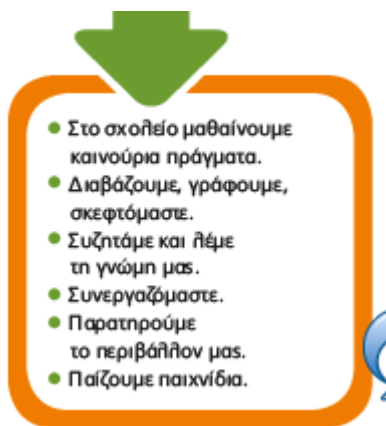 • Στο σχολείο μαθαίνουμε
καινούρια πράγματα.
• Διαβάζουμε, γράφουμε,
σκεφτόμαστε.
• Συζητάμε και λέμε
τη γνώμη μας.
• Συνεργαζόμαστε.
• Παρατηρούμε
το περιβάλλον μας.
• Παίζουμε παιχνίδια.